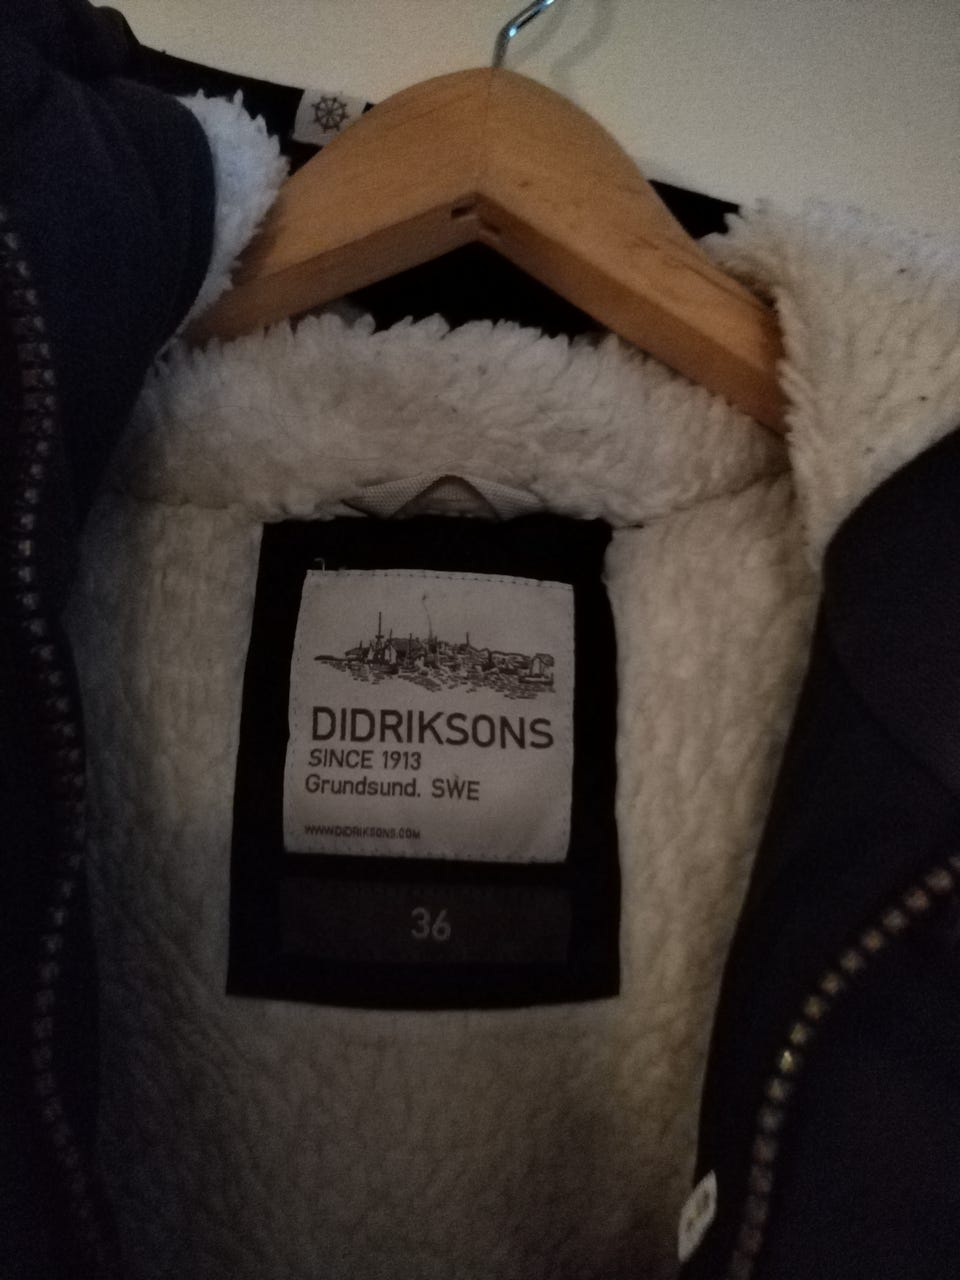 DIDRIKSONS
SINCE 1913
Grundsund. SWE
WWW.DIDRIKSONS.COM
36